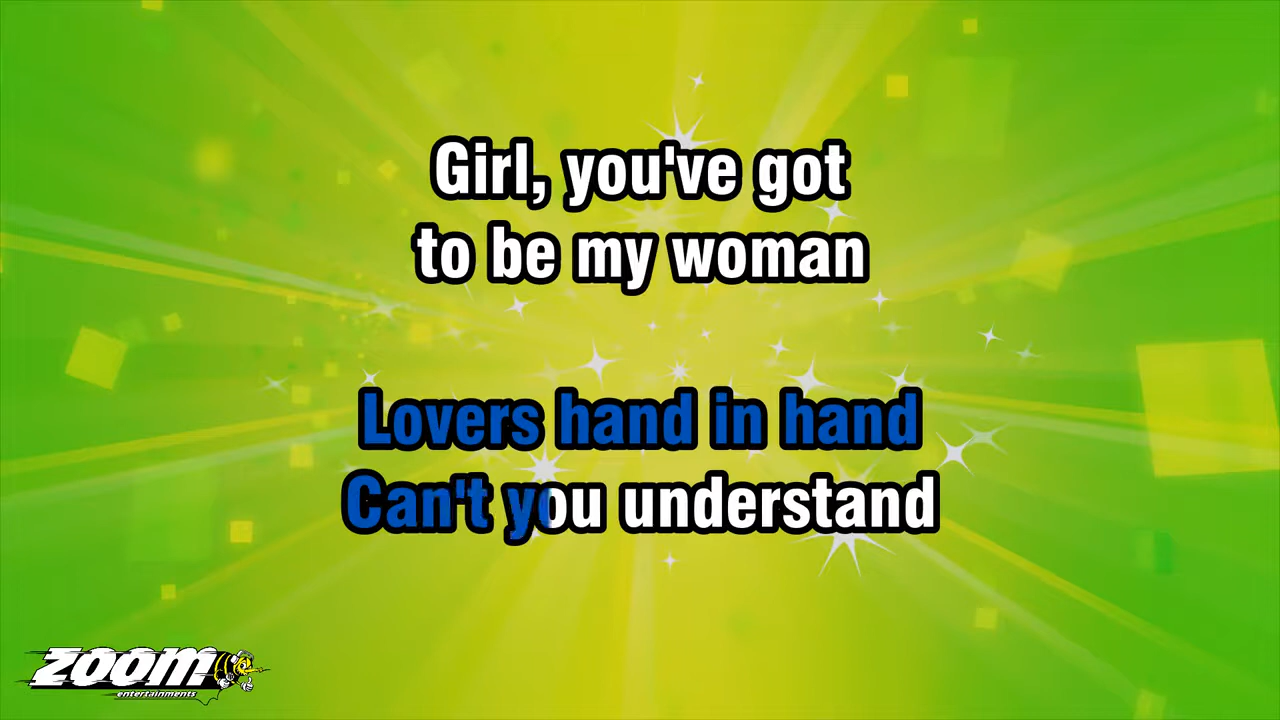 Girl, you've got
to be my woman
Lovers hand in hand
Can't you understand
zoom
entertainments